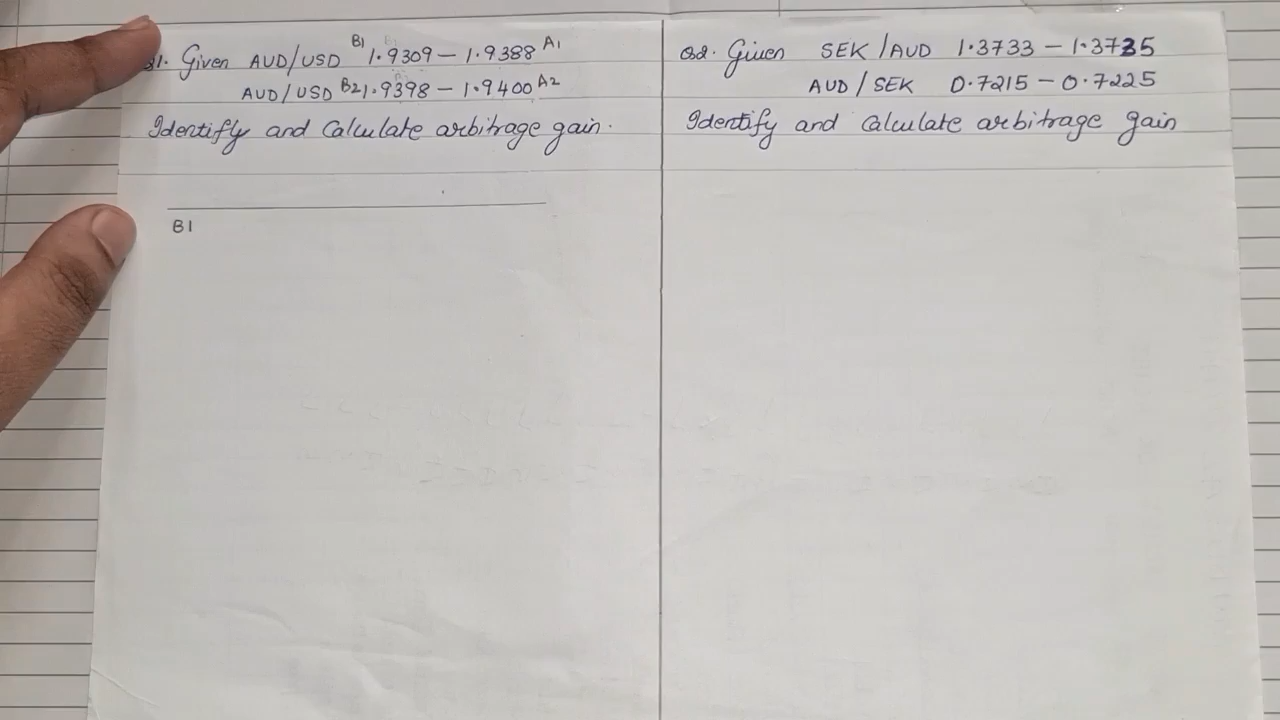 Q1. Given AUD/USD B1 1.9309 - 1.9388 A1
AUD/USD B2 1.9398 - 1.9400 A2
Identify and Calculate arbitrage gain.
B1
Q2. Given SEK/AUD 1.3733 - 1.3735
AUD/SEK 0.7215 - 0.7225
Identify and Calculate arbitrage gain